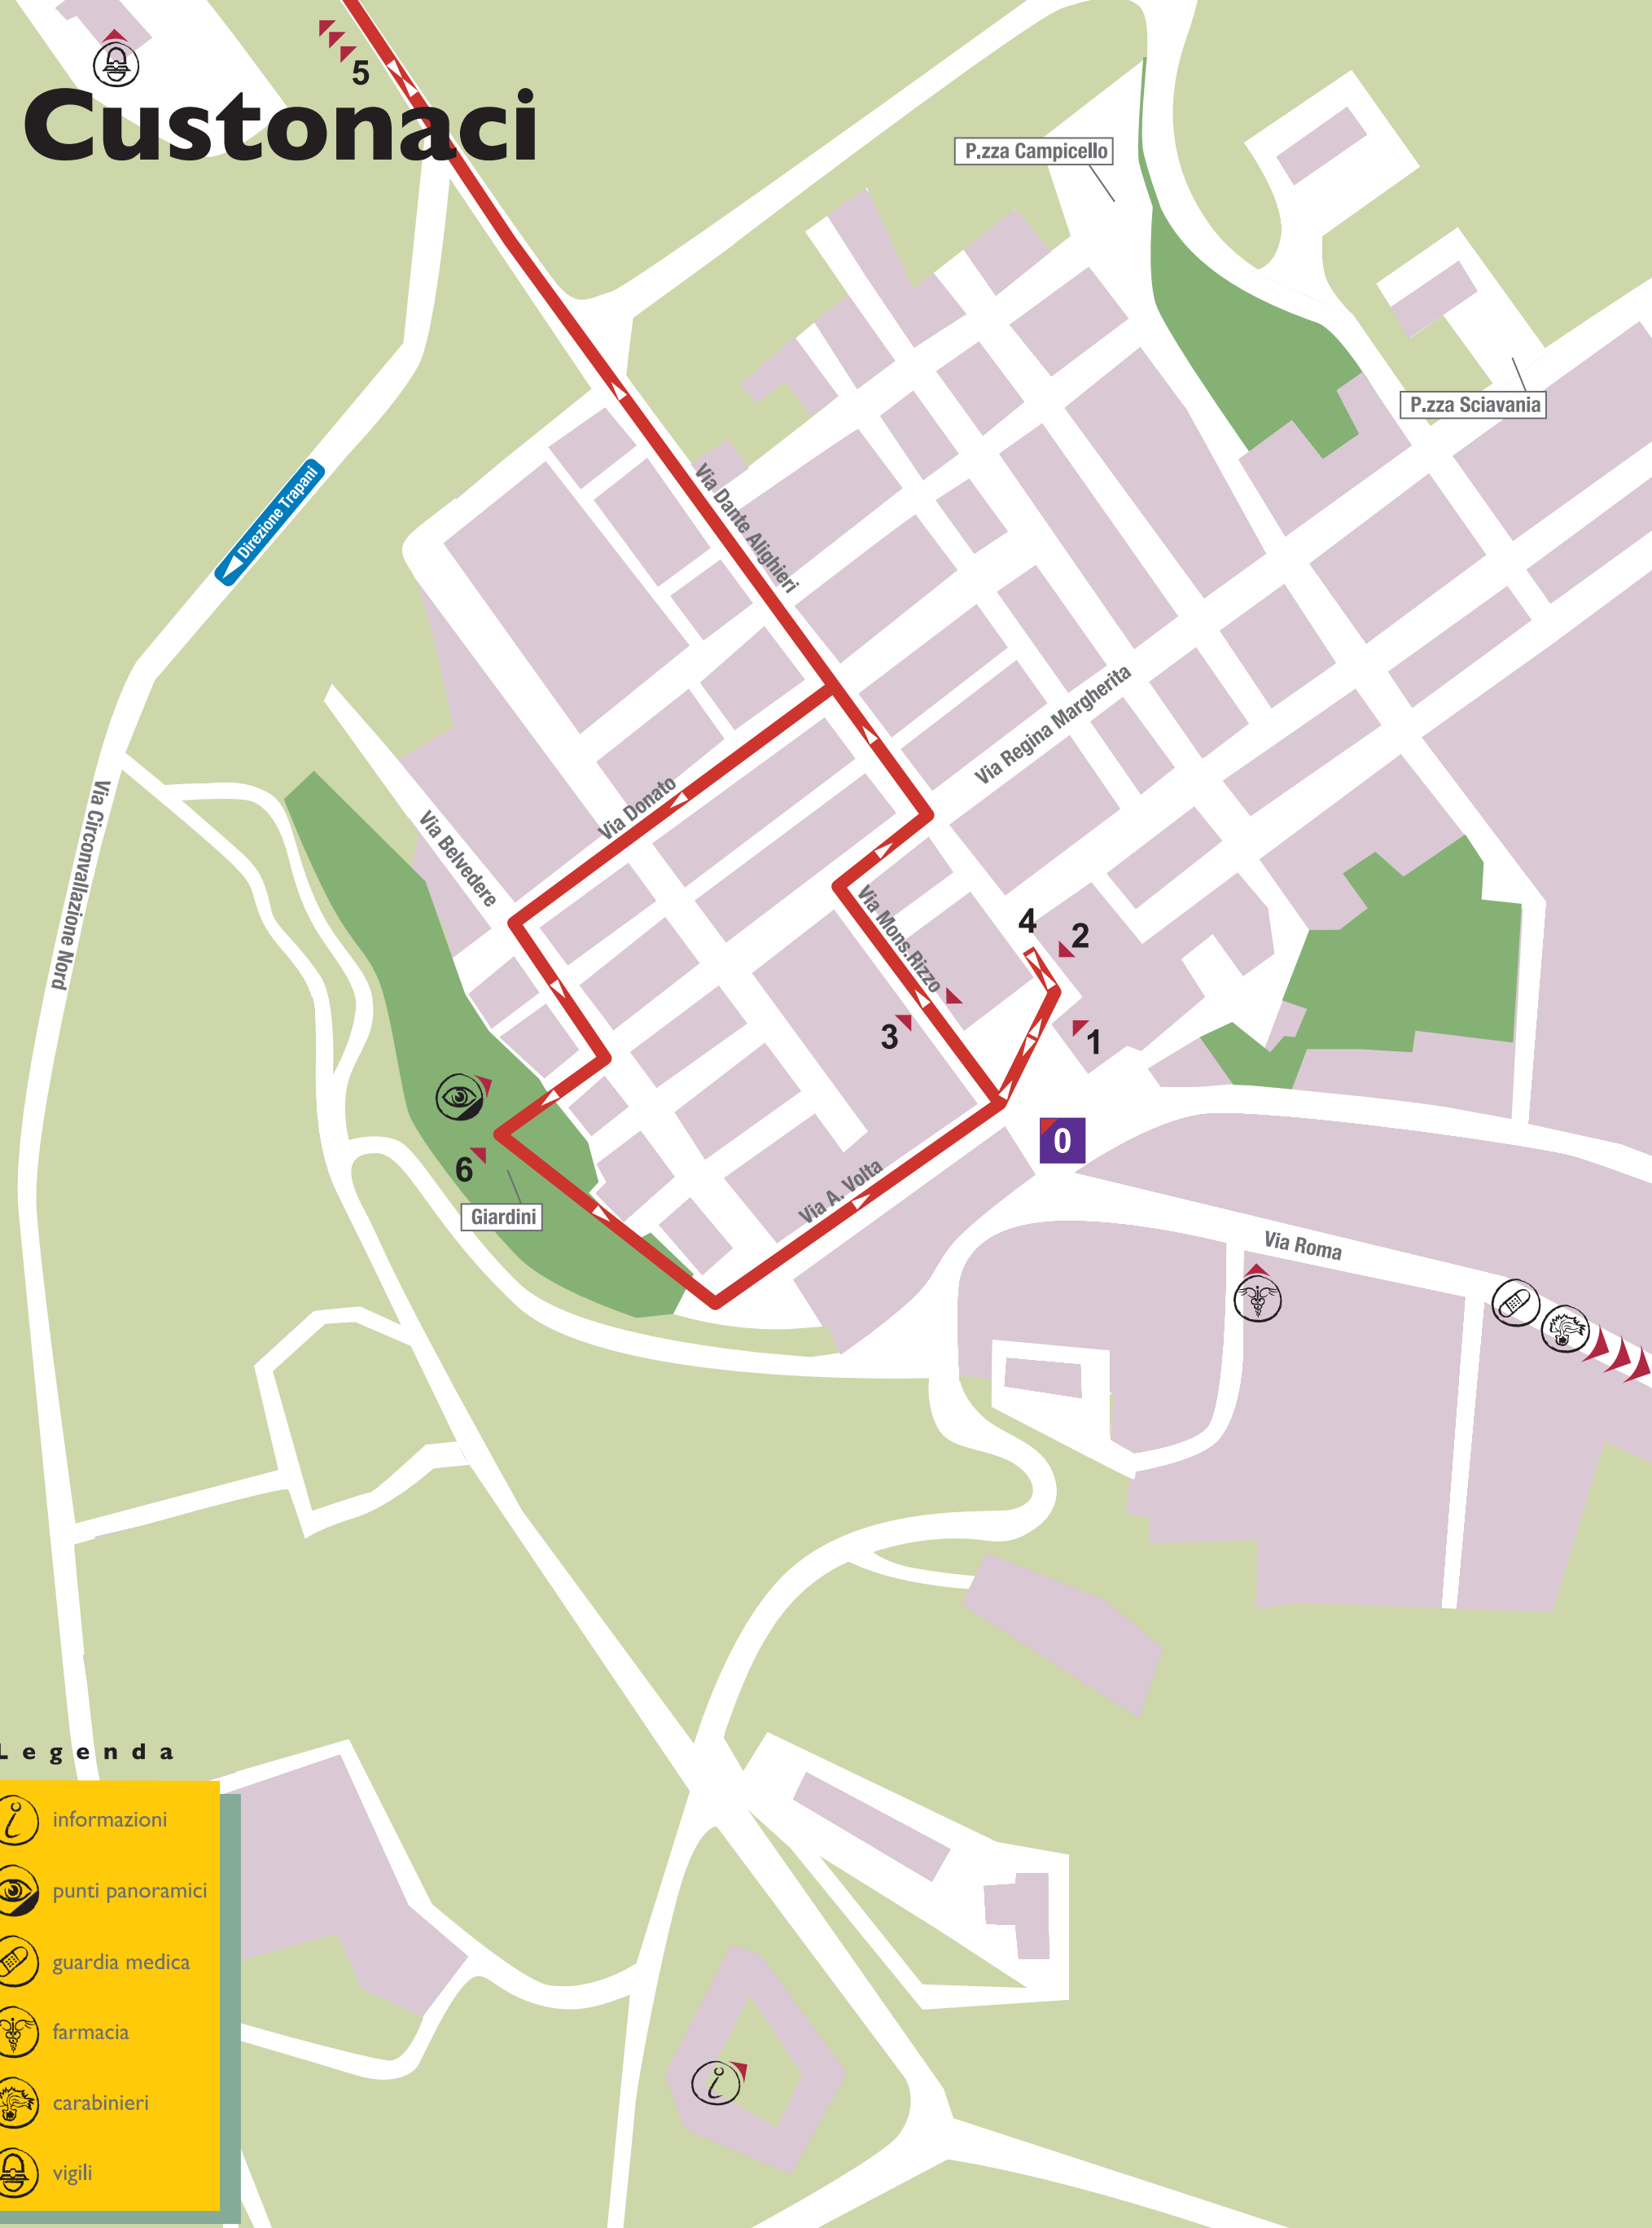 5
Custonaci
P.zza Campicello
P.zza Sciavania
Direzione Trapani
Via Dante Alighieri
Via Regina Margherita
Via Donato
Via Belvedere
Via Circonvallazione Nord
Via Mons.Rizzo
4
2
3
1
0
6
Giardini
Via A. Volta
Via Roma
Legenda
informazioni
punti panoramici
guardia medica
farmacia
carabinieri
vigili